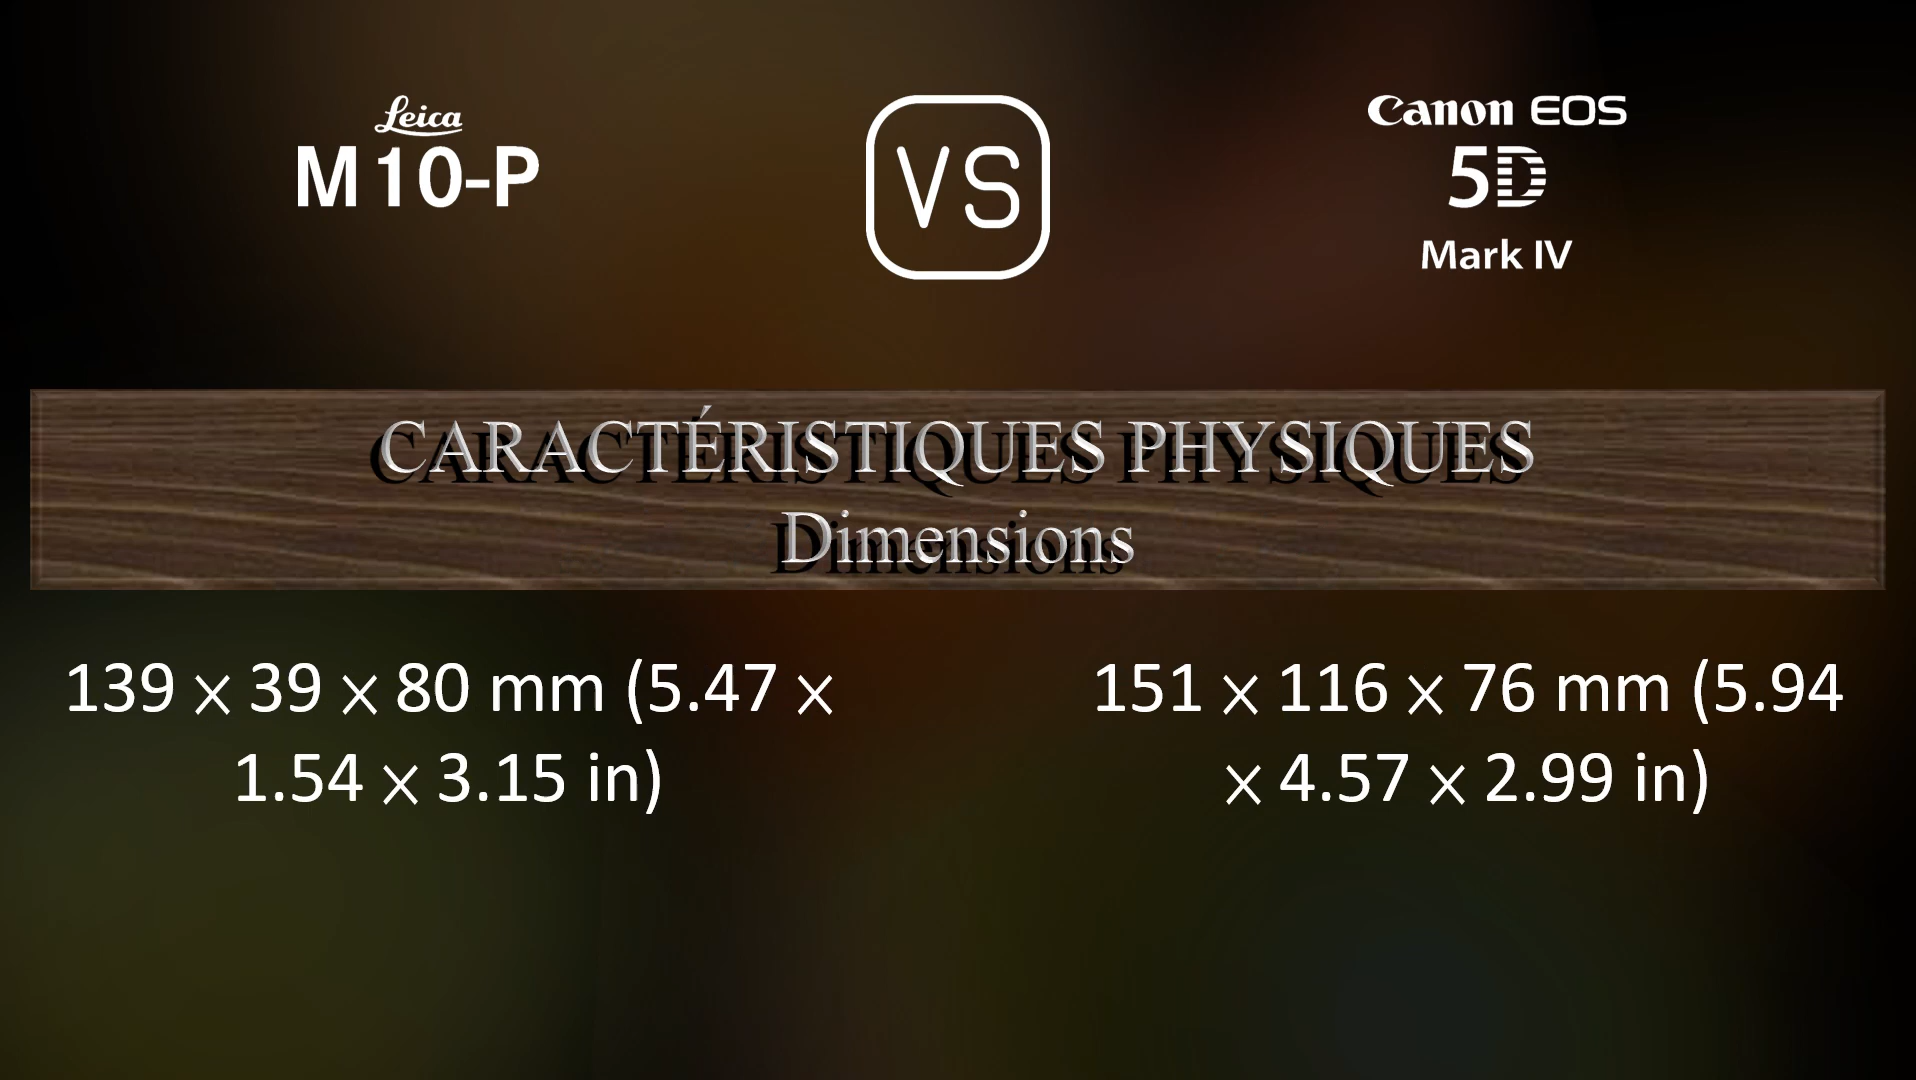 Leica
M10-P
VS
Canon EOS
5D
Mark IV
CARACTÉRISTIQUES PHYSIQUES
Dimensions
139 x 39 x 80 mm (5.47 x
1.54 x 3.15 in)
151 x 116 x 76 mm (5.94
x 4.57 x 2.99 in)